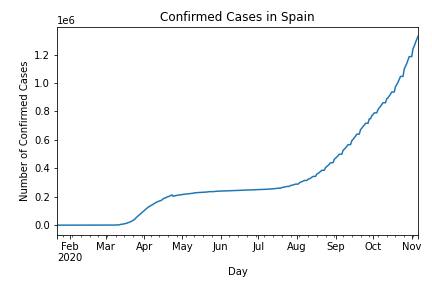 Confirmed Cases in Spain
1e6
1.2
1.0
0.8
0.6
0.4
0.2
0.0
Number of Confirmed Cases
Feb Mar Apr May Jun Jul Aug Sep Oct Nov
2020
Day